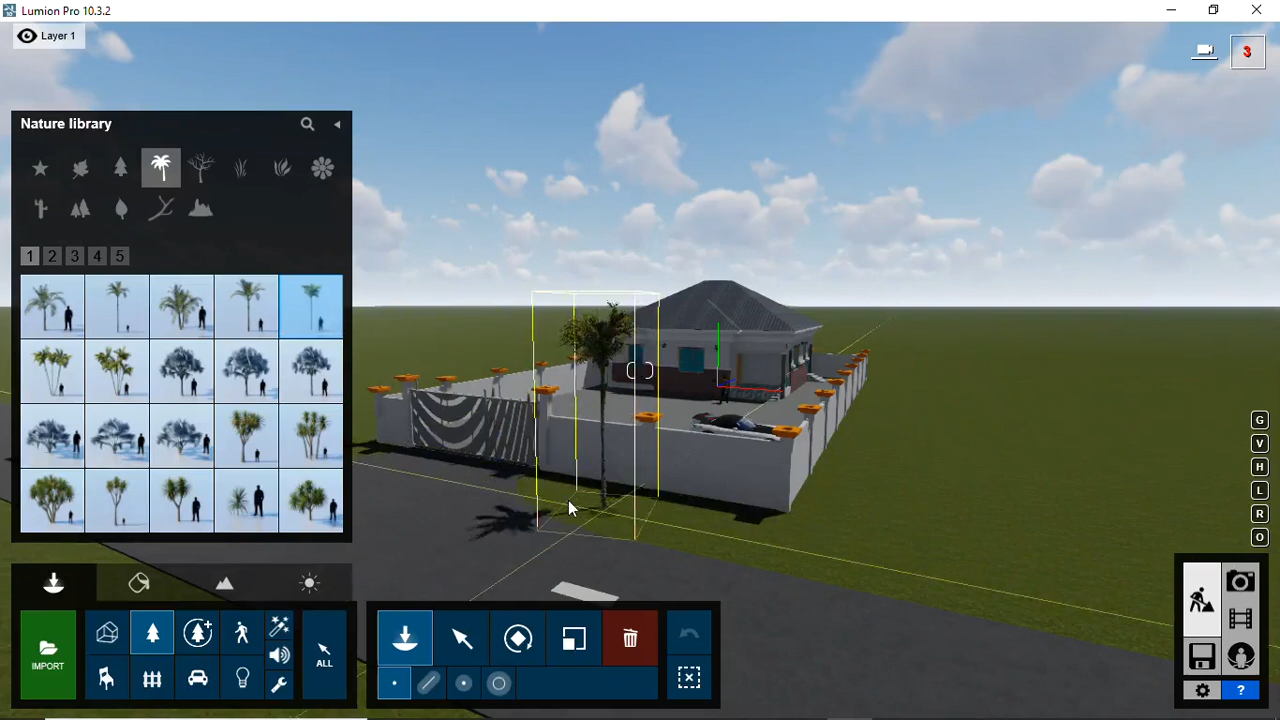 Lumion Pro 10.3.2
Layer 1
3
Nature library
1 2 3 4 5
G
V
H
L
R
O
IMPORT
ALL
?